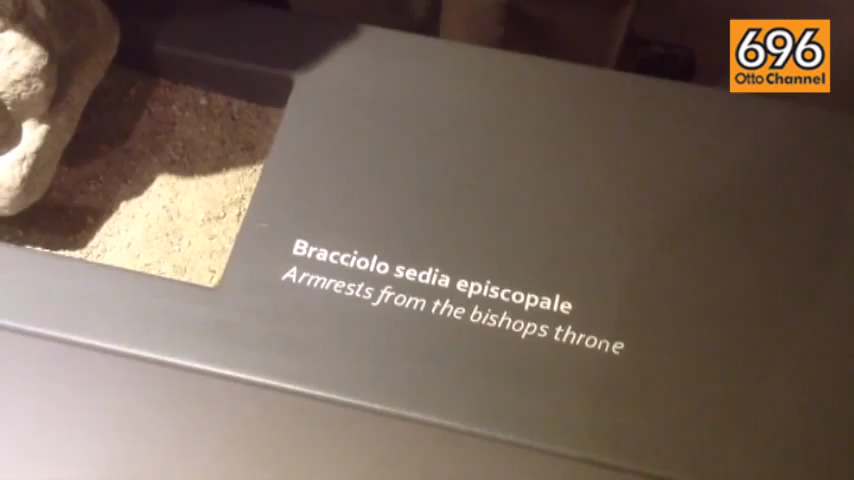 696
Otto Channel
Bracciolo sedia episcopale
Armrests from the bishops throne